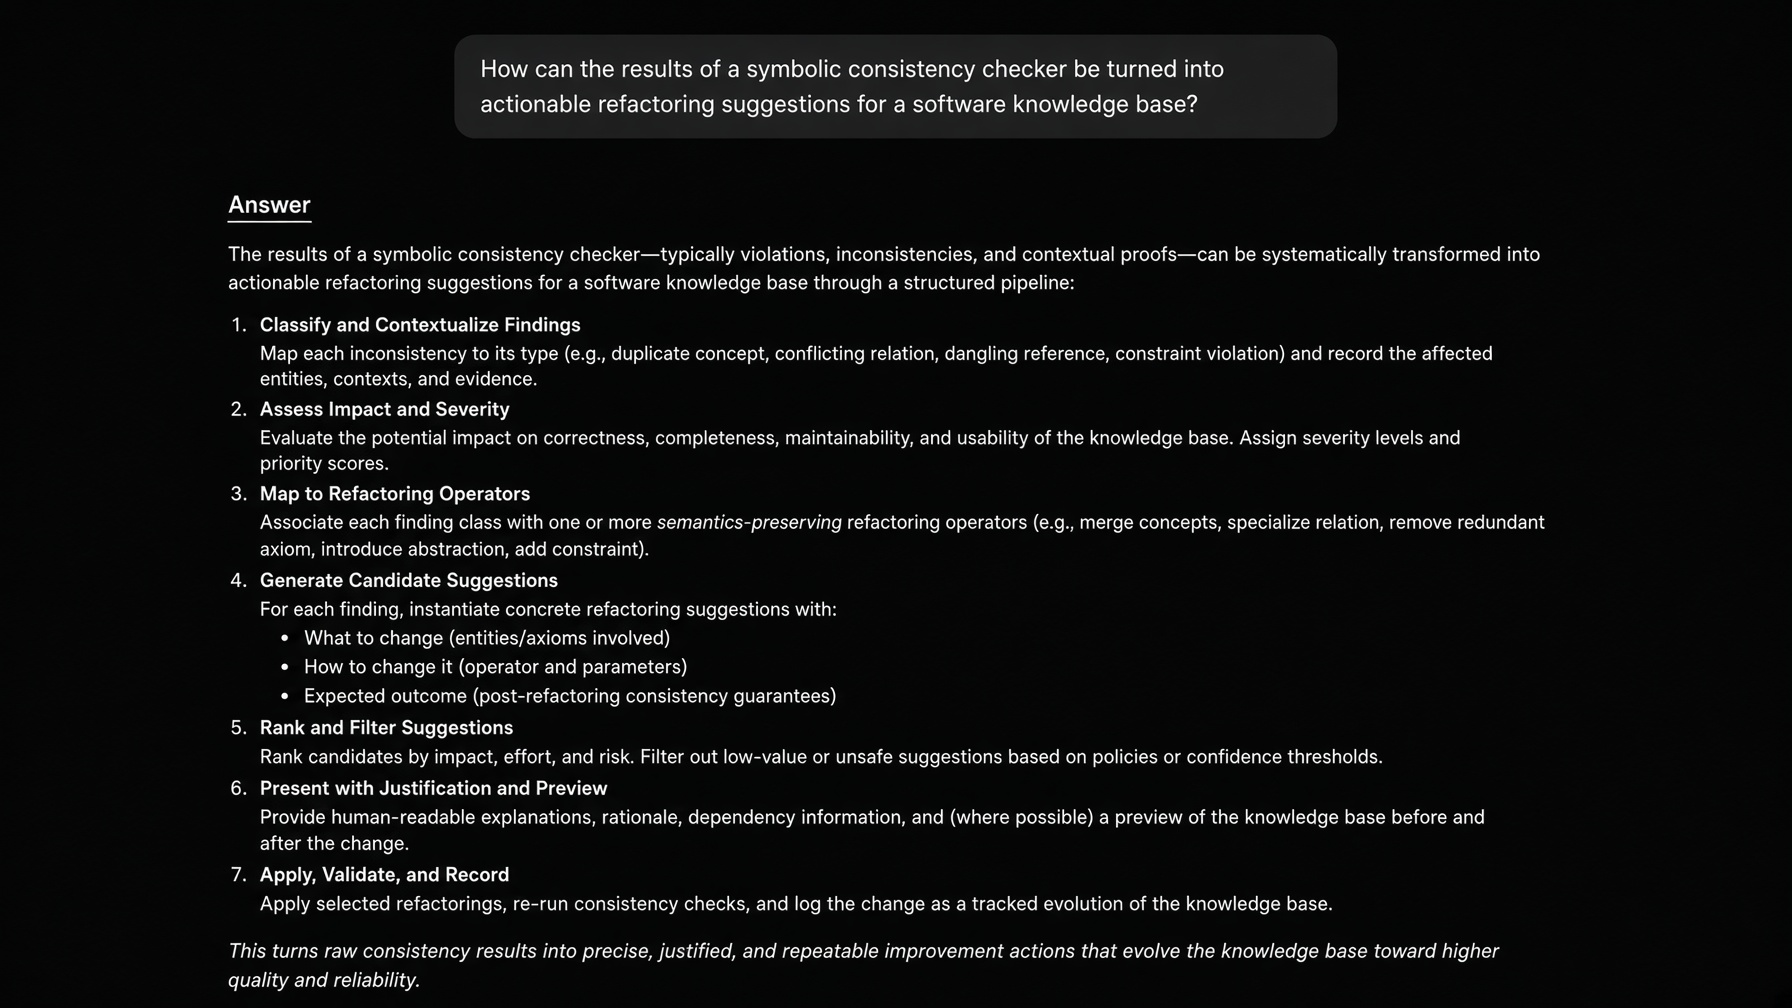 How can the results of a symbolic consistency checker be turned into
actionable refactoring suggestions for a software knowledge base?
Answer
The results of a symbolic consistency checker—typically violations, inconsistencies, and contextual proofs—can be systematically transformed into
actionable refactoring suggestions for a software knowledge base through a structured pipeline:
1. Classify and Contextualize Findings
Map each inconsistency to its type (e.g., duplicate concept, conflicting relation, dangling reference, constraint violation) and record the affected
entities, contexts, and evidence.
2. Assess Impact and Severity
Evaluate the potential impact on correctness, completeness, maintainability, and usability of the knowledge base. Assign severity levels and
priority scores.
3. Map to Refactoring Operators
Associate each finding class with one or more semantics-preserving refactoring operators (e.g., merge concepts, specialize relation, remove redundant
axiom, introduce abstraction, add constraint).
4. Generate Candidate Suggestions
For each finding, instantiate concrete refactoring suggestions with:
• What to change (entities/axioms involved)
• How to change it (operator and parameters)
• Expected outcome (post-refactoring consistency guarantees)
5. Rank and Filter Suggestions
Rank candidates by impact, effort, and risk. Filter out low-value or unsafe suggestions based on policies or confidence thresholds.
6. Present with Justification and Preview
Provide human-readable explanations, rationale, dependency information, and (where possible) a preview of the knowledge base before and
after the change.
7. Apply, Validate, and Record
Apply selected refactorings, re-run consistency checks, and log the change as a tracked evolution of the knowledge base.
This turns raw consistency results into precise, justified, and repeatable improvement actions that evolve the knowledge base toward higher
quality and reliability.